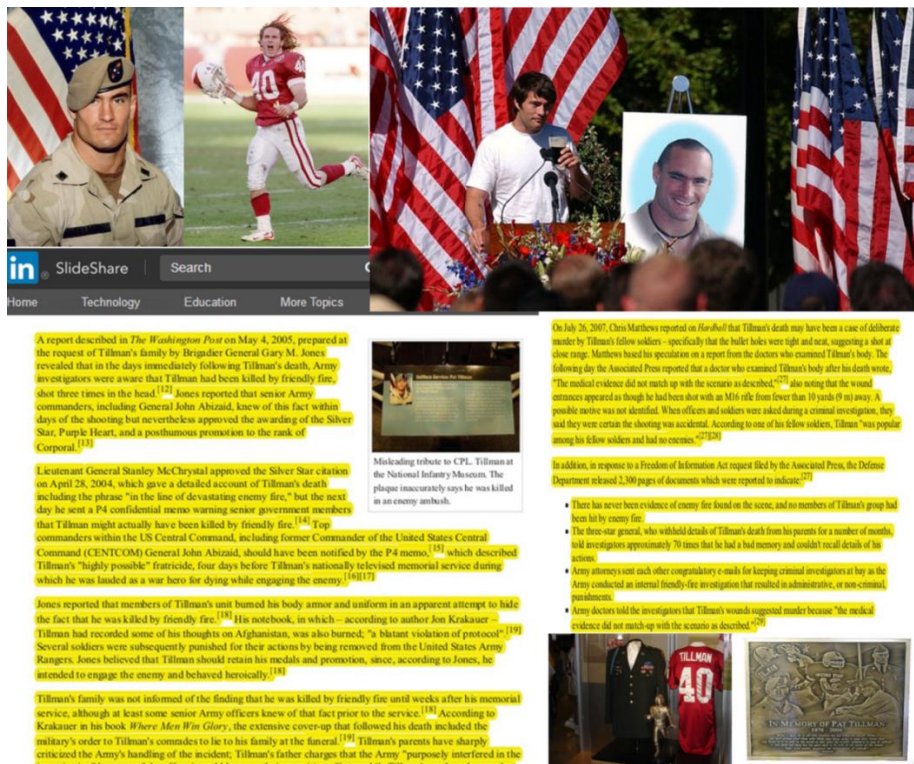 40
40
in ® SlideShare
Search
Home Technology Education More Topics
A report described in The Washington Post on May 4, 2005, prepared at
the request of Tillman's family by Brigadier General Gary M. Jones
revealed that in the days immediately following Tillman's death, Army
investigators were aware that Tillman had been killed by friendly fire,
shot three times in the head.[12] Jones reported that senior Army
commanders, including General John Abizaid, knew of this fact within
days of the shooting but nevertheless approved the awarding of the Silver
Star, Purple Heart, and a posthumous promotion to the rank of
Corporal.[13]
Misleading tribute to CPL. Tillman at
the National Infantry Museum. The
plaque inaccurately says he was killed
in an enemy ambush.
Lieutenant General Stanley McChrystal approved the Silver Star citation
on April 28, 2004, which gave a detailed account of Tillman's death
including the phrase "in the line of devastating enemy fire," but the next
day he sent a P4 confidential memo warning senior government members
that Tillman might actually have been killed by friendly fire.[14] Top
commanders within the US Central Command, including former Commander of the United States Central
Command (CENTCOM) General John Abizaid, should have been notified by the P4 memo,[15] which described
Tillman's "highly possible" fratricide, four days before Tillman's nationally televised memorial service during
which he was lauded as a war hero for dying while engaging the enemy.[16][17]
Jones reported that members of Tillman's unit burned his body armor and uniform in an apparent attempt to hide
the fact that he was killed by friendly fire.[18] His notebook, in which – according to author Jon Krakauer –
Tillman had recorded some of his thoughts on Afghanistan, was also burned; "a blatant violation of protocol".[19]
Several soldiers were subsequently punished for their actions by being removed from the United States Army
Rangers. Jones believed that Tillman should retain his medals and promotion, since, according to Jones, he
intended to engage the enemy and behaved heroically.[18]
Tillman's family was not informed of the finding that he was killed by friendly fire until weeks after his memorial
service, although at least some senior Army officers knew of that fact prior to the service.[18] According to
Krakauer in his book Where Men Win Glory, the extensive cover-up that followed his death included the
military's order to Tillman's comrades to lie to his family at the funeral.[19] Tillman's parents have sharply
criticized the Army's handling of the incident; Tillman's father charges that the Army "purposely interfered in the
On July 26, 2007, Chris Matthews reported on Hardball that Tillman's death may have been a case of deliberate
murder by Tillman's fellow soldiers – specifically that the bullet holes were tight and neat, suggesting a shot at
close range. Matthews based his speculation on a report from the doctors who examined Tillman's body. The
following day the Associated Press reported that a doctor who examined Tillman's body after his death wrote,
"The medical evidence did not match up with the scenario as described,"[27] also noting that the wound
entrances appeared as though he had been shot with an M16 rifle from fewer than 10 yards (9 m) away. A
possible motive was not identified. When officers and soldiers were asked during a criminal investigation, they
said they were certain the shooting was accidental. According to one of his fellow soldiers, Tillman "was popular
among his fellow soldiers and had no enemies."[27][28]
In addition, in response to a Freedom of Information Act request filed by the Associated Press, the Defense
Department released 2,300 pages of documents which were reported to indicate:[27]
• There has never been evidence of enemy fire found on the scene, and no members of Tillman's group had
been hit by enemy fire.
• The three-star general, who withheld details of Tillman's death from his parents for a number of months,
told investigators approximately 70 times that he had a bad memory and couldn't recall details of his
actions.
• Army attorneys sent each other congratulatory e-mails for keeping criminal investigators at bay as the
Army conducted an internal friendly-fire investigation that resulted in administrative, or non-criminal,
punishments.
• Army doctors told the investigators that Tillman's wounds suggested murder because "the medical
evidence did not match-up with the scenario as described."[29]
TILLMAN
40
IN MEMORY OF PAT TILLMAN